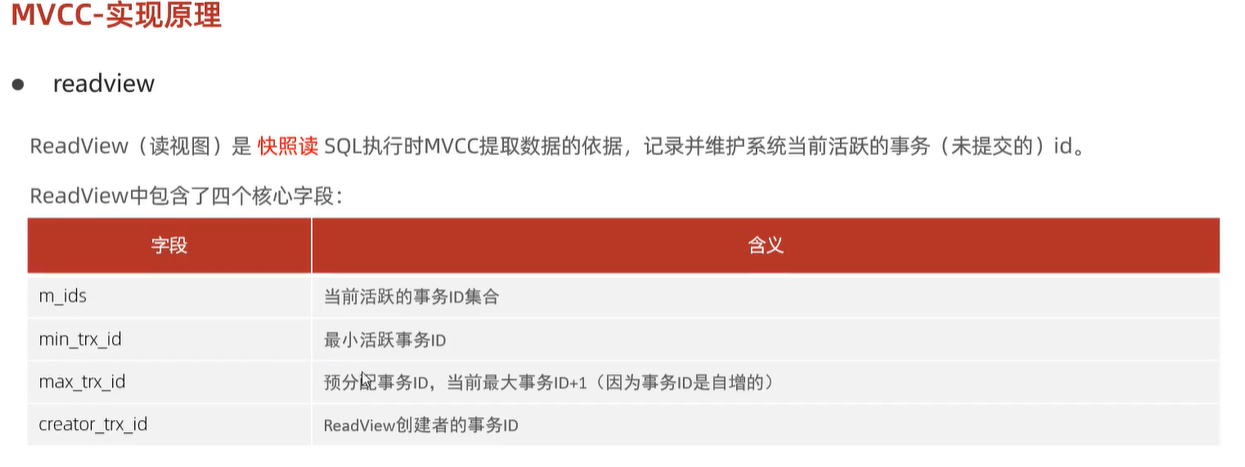 MVCC-实现原理
● readview
ReadView（读视图）是 快照读 SQL执行时MVCC提取数据的依据，记录并维护系统当前活跃的事务（未提交的）id。
ReadView中包含了四个核心字段：
字段 含义
m_ids 当前活跃的事务ID集合
min_trx_id 最小活跃事务ID
max_trx_id 预分配事务ID，当前最大事务ID+1（因为事务ID是自增的）
creator_trx_id ReadView创建者的事务ID